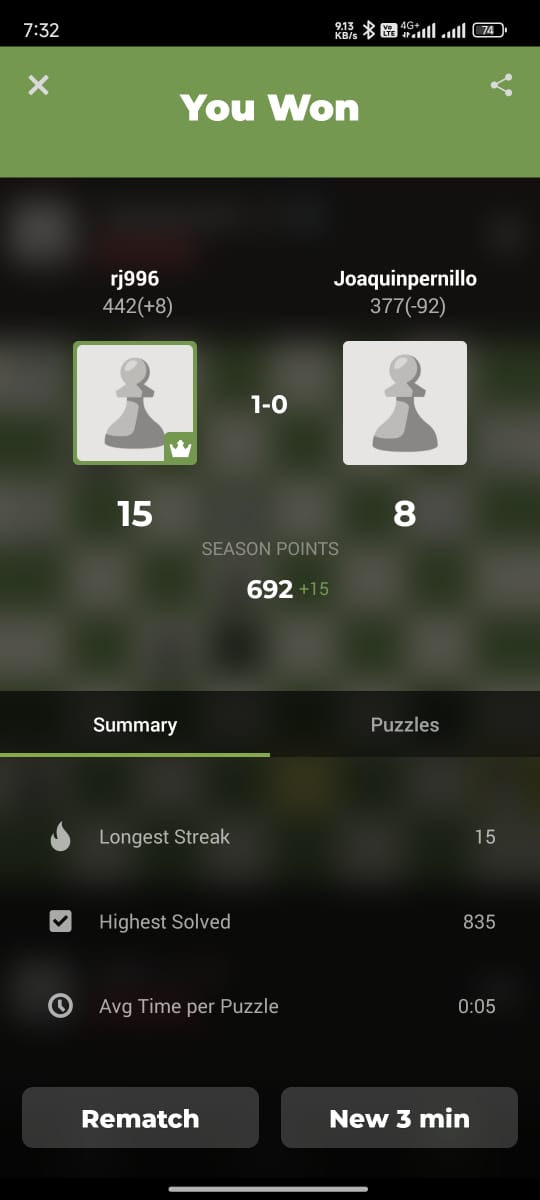 7:32
9.13 KB/s Vo LTE 4G+ 74
You Won
rj996
Joaquinpernillo
442(+8)
377(-92)
1-0
15
8
SEASON POINTS
692 +15
Summary
Puzzles
Longest Streak
15
Highest Solved
835
Avg Time per Puzzle
0:05
Rematch
New 3 min